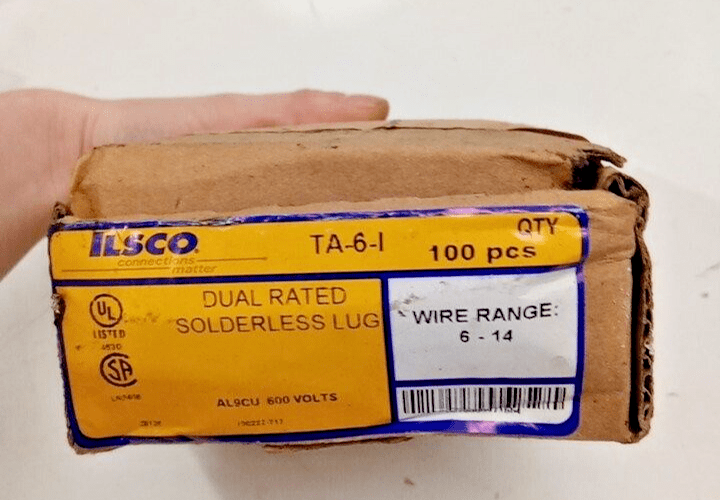 ILSCO
connections
matter
TA-6-I
QTY
100 pcs
UL
LISTED
DUAL RATED
SOLDERLESS LUG
SA
AL9CU 600 VOLTS
WIRE RANGE:
6 - 14